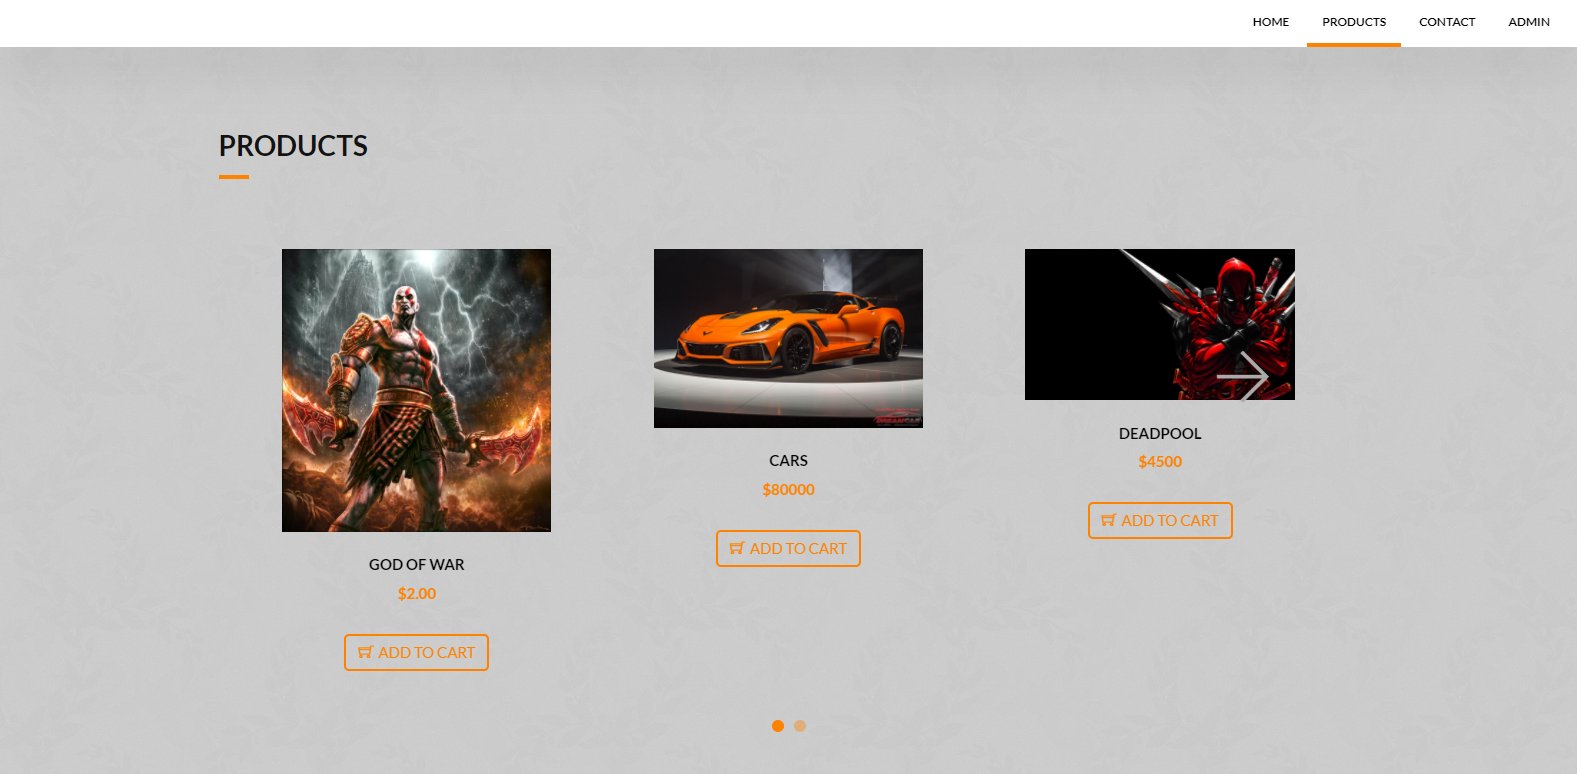 HOME PRODUCTS CONTACT ADMIN
PRODUCTS
GOD OF WAR
$2.00
ADD TO CART
CARS
$80000
ADD TO CART
DEADPOOL
$4500
ADD TO CART